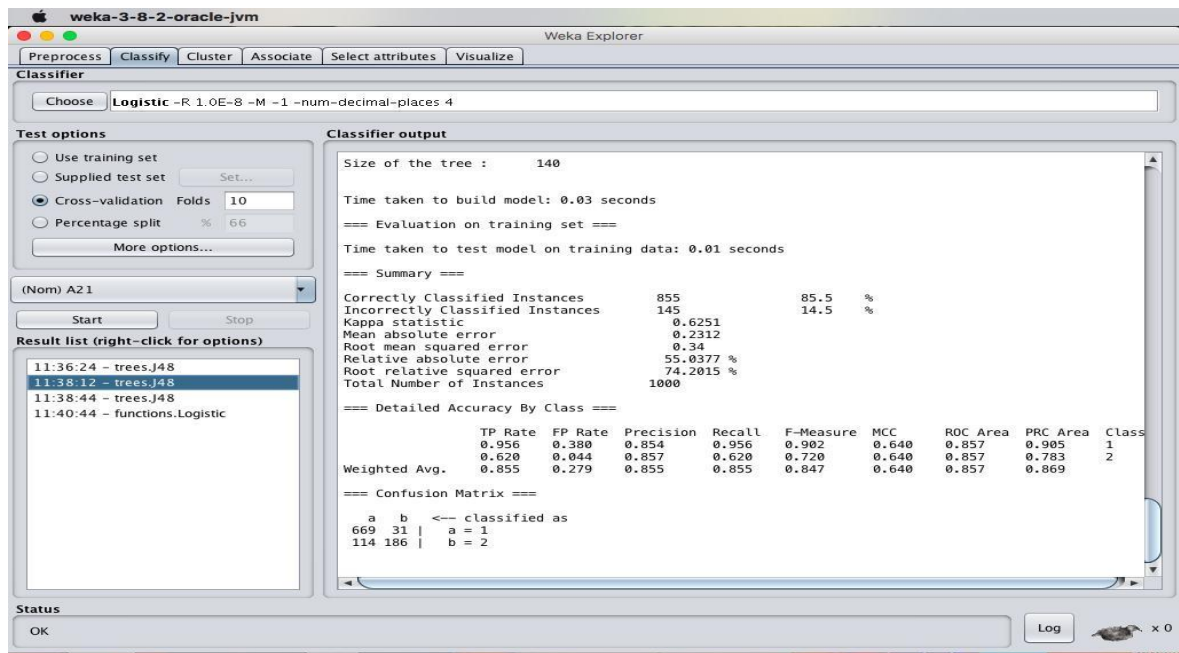 weka-3-8-2-oracle-jvm
Weka Explorer
Preprocess Classify Cluster Associate Select attributes Visualize
Classifier
Choose Logistic -R 1.0E-8 -M -1 -num-decimal-places 4
Test options
Use training set
Supplied test set Set...
Cross-validation Folds 10
Percentage split % 66
More options...
(Nom) A21
Start Stop
Result list (right-click for options)
11:36:24 - trees.J48
11:38:12 - trees.J48
11:38:44 - trees.J48
11:40:44 - functions.Logistic
Classifier output
Size of the tree : 140
Time taken to build model: 0.03 seconds
=== Evaluation on training set ===
Time taken to test model on training data: 0.01 seconds
=== Summary ===
Correctly Classified Instances 855 85.5 %
Incorrectly Classified Instances 145 14.5 %
Kappa statistic 0.6251
Mean absolute error 0.2312
Root mean squared error 0.34
Relative absolute error 55.0377 %
Root relative squared error 74.2015 %
Total Number of Instances 1000
=== Detailed Accuracy By Class ===
TP Rate FP Rate Precision Recall F-Measure MCC ROC Area PRC Area Class
0.956 0.380 0.854 0.956 0.902 0.640 0.857 0.905 1
0.620 0.044 0.857 0.620 0.720 0.640 0.857 0.783 2
Weighted Avg. 0.855 0.279 0.855 0.855 0.847 0.640 0.857 0.869
=== Confusion Matrix ===
a b <-- classified as
669 31 | a = 1
114 186 | b = 2
Status
OK
Log x 0